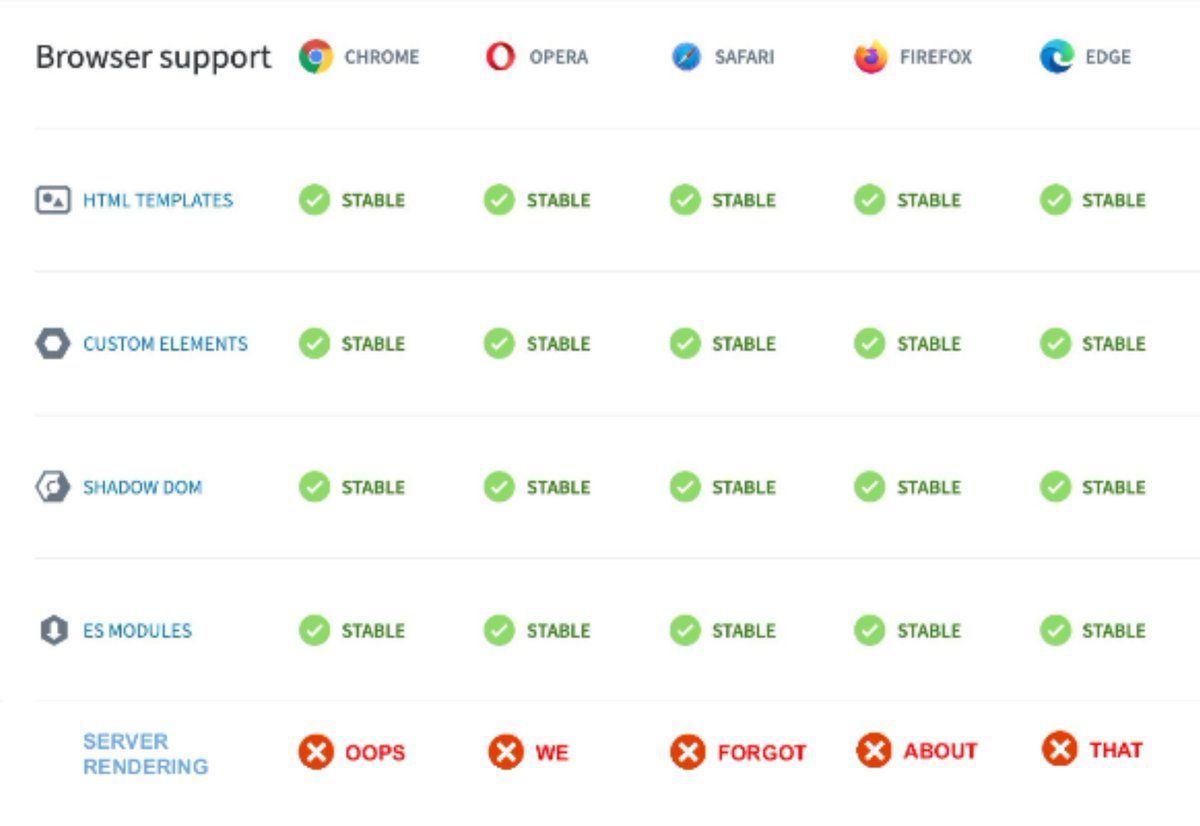 Browser support CHROME OPERA SAFARI FIREFOX EDGE
HTML TEMPLATES STABLE STABLE STABLE STABLE STABLE
CUSTOM ELEMENTS STABLE STABLE STABLE STABLE STABLE
SHADOW DOM STABLE STABLE STABLE STABLE STABLE
ES MODULES STABLE STABLE STABLE STABLE STABLE
SERVER
RENDERING OOPS WE FORGOT ABOUT THAT